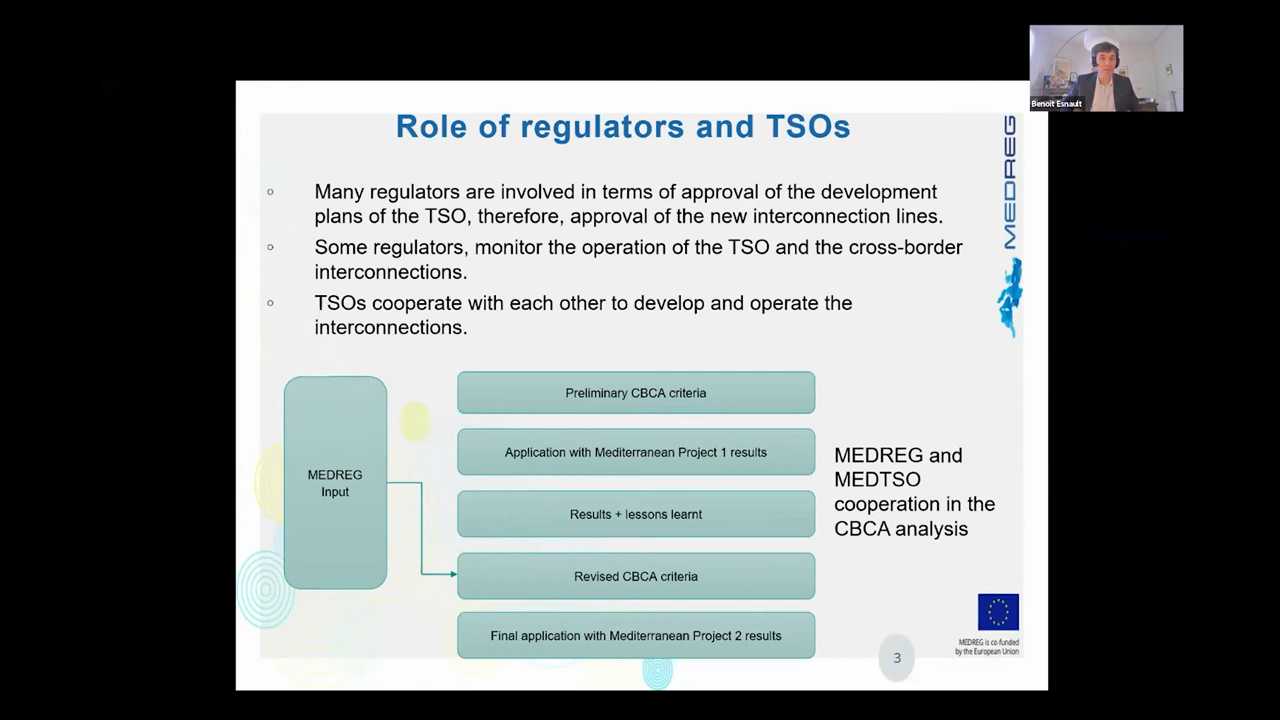 Benoit Esnault
Role of regulators and TSOs
MEDREG
Many regulators are involved in terms of approval of the development
plans of the TSO, therefore, approval of the new interconnection lines.
Some regulators, monitor the operation of the TSO and the cross-border
interconnections.
TSOs cooperate with each other to develop and operate the
interconnections.
MEDREG
Input
Preliminary CBCA criteria
Application with Mediterranean Project 1 results
Results + lessons learnt
Revised CBCA criteria
Final application with Mediterranean Project 2 results
MEDREG and
MEDTSO
cooperation in the
CBCA analysis
MEDREG is co-funded
by the European Union
3